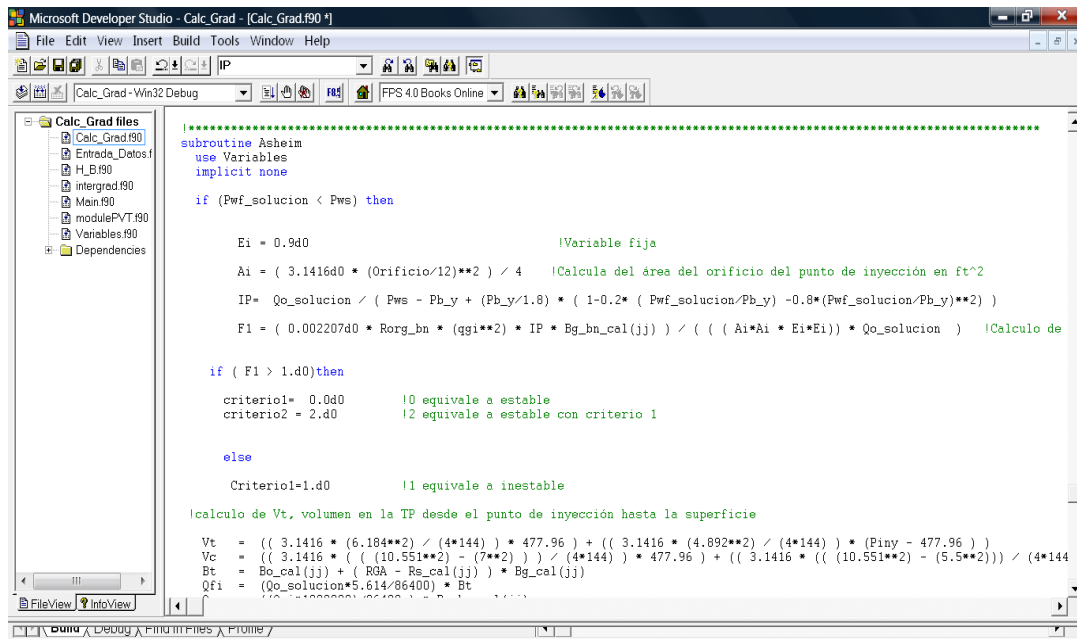 Microsoft Developer Studio - Calc_Grad - [Calc_Grad.f90 *]
File Edit View Insert Build Tools Window Help
IP
Calc_Grad - Win32 Debug
FPS 4.0 Books Online
Calc_Grad files
Calc_Grad.f90
Entrada_Datos.f
H_B.f90
intergrad.f90
Main.f90
modulePVT.f90
Variables.f90
Dependencies
FileView InfoView
subroutine Asheim
use Variables
implicit none
if (Pwf_solucion < Pws) then
Ei = 0.9d0 !Variable fija
Ai = ( 3.1416d0 * (Orificio/12)**2 ) / 4 !Calcula del área del orificio del punto de inyección en ft^2
IP= Qo_solucion / ( Pws - Pb_y + (Pb_y/1.8) * ( 1-0.2* ( Pwf_solucion/Pb_y) -0.8*(Pwf_solucion/Pb_y)**2) )
F1 = ( 0.002207d0 * Rorg_bn * (qgi**2) * IP * Bg_bn_cal(jj) ) / ( ( ( Ai*Ai * Ei*Ei)) * Qo_solucion ) !Calculo de
if ( F1 > 1.d0)then
criterio1= 0.0d0 !0 equivale a estable
criterio2 = 2.d0 !2 equivale a estable con criterio 1
else
Criterio1=1.d0 !1 equivale a inestable
!calculo de Vt, volumen en la TP desde el punto de inyección hasta la superficie
Vt = (( 3.1416 * (6.184**2) / (4*144) ) * 477.96 ) + (( 3.1416 * (4.892**2) / (4*144) ) * (Piny - 477.96 ) )
Vc = (( 3.1416 * ( ( (10.551**2) - (7**2) ) ) / (4*144) ) * 477.96 ) + (( 3.1416 * (( (10.551**2) - (5.5**2))) / (4*144
Bt = Bo_cal(jj) + ( RGA - Rs_cal(jj) ) * Bg_cal(jj)
Qfi = (Qo_solucion*5.614/86400) * Bt
Build Debug Find in Files Profile